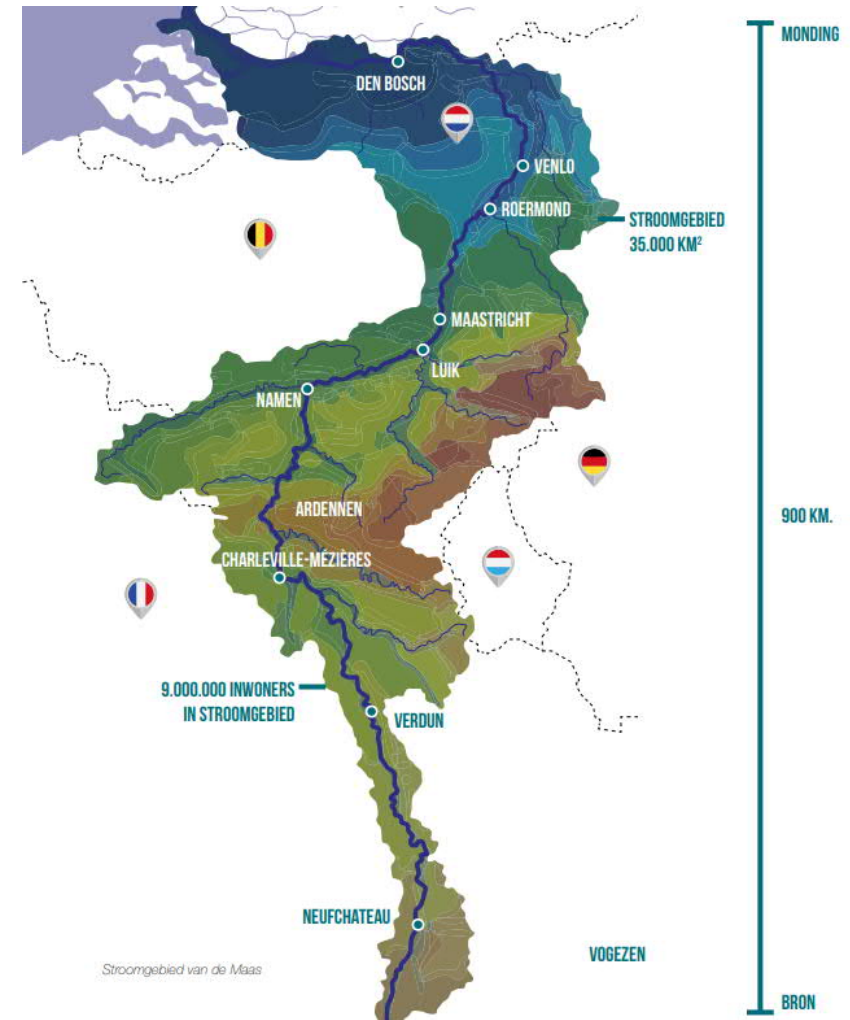 MONDING
DEN BOSCH
VENLO
ROERMOND
STROOMGEBIED
35.000 KM²
MAASTRICHT
LUIK
NAMEN
ARDENNEN
900 KM.
CHARLEVILLE-MÉZIÈRES
9.000.000 INWONERS
IN STROOMGEBIED
VERDUN
NEUFCHATEAU
VOGEZEN
Stroomgebied van de Maas
BRON